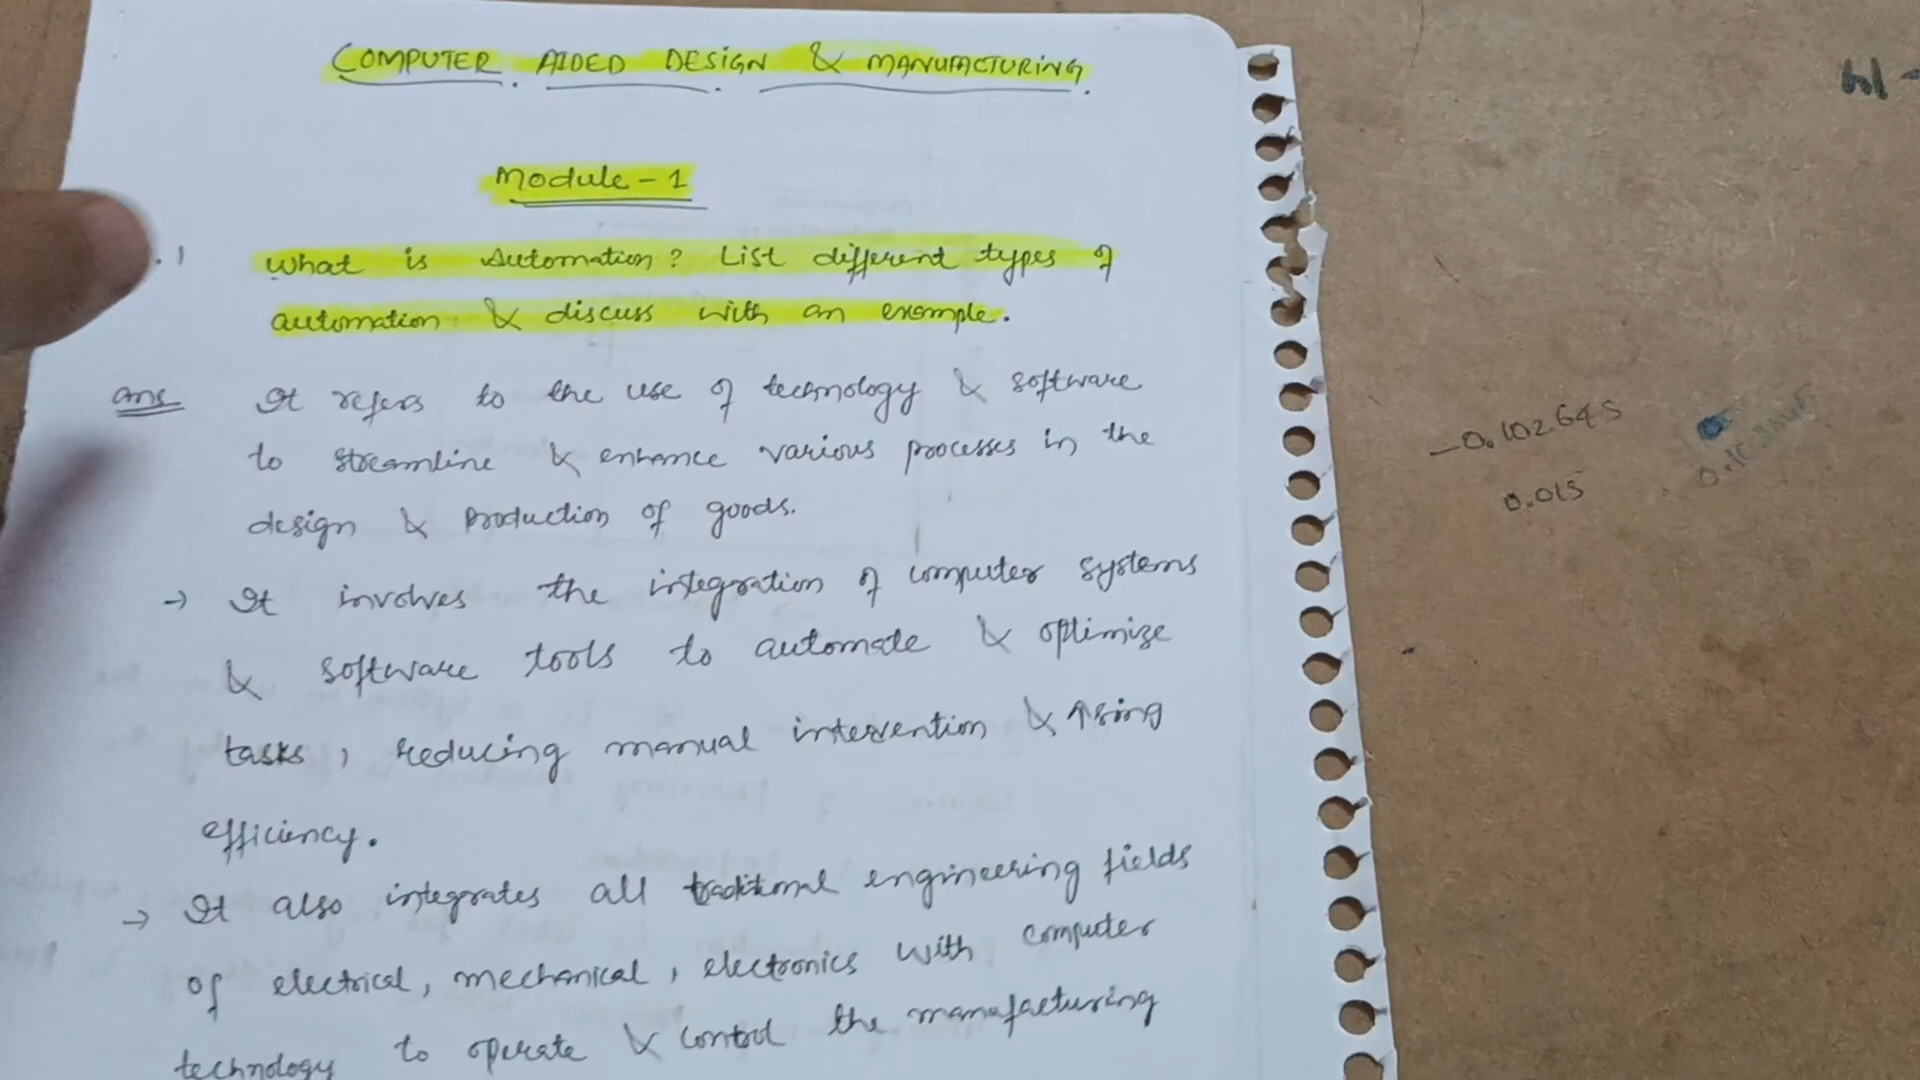 COMPUTER AIDED DESIGN & MANUFACTURING.
Module - 1
.1 What is Automation? List different types of
automation & discuss with an example.
ans It refers to the use of technology & software
to streamline & enhance various processes in the
design & production of goods.
→ It involves the integration of computer systems
& software tools to automate & optimize
tasks, reducing manual intervention & ↑sing
efficiency.
→ It also integrates all traditional engineering fields
of electrical, mechanical, electronics with computer
technology to operate & control the manufacturing
-0.102645
0.015